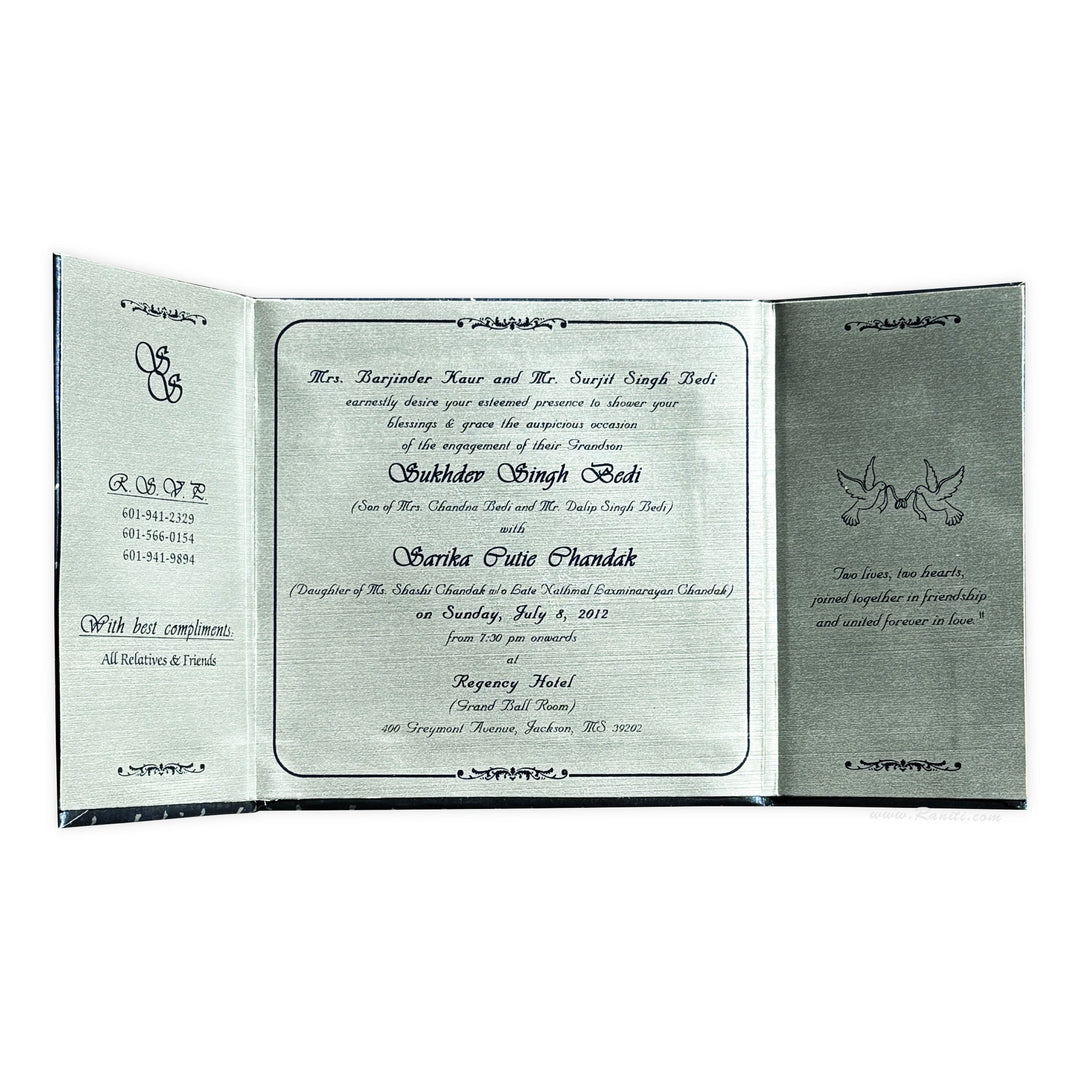 S
S
R. S. V. P.
601-941-2329
601-566-0154
601-941-9894
With best compliments:
All Relatives & Friends
Mrs. Barjinder Kaur and Mr. Surjit Singh Bedi
earnestly desire your esteemed presence to shower your
blessings & grace the auspicious occasion
of the engagement of their Grandson
Sukhdev Singh Bedi
(Son of Mrs. Chandna Bedi and Mr. Dalip Singh Bedi)
with
Sarika Cutie Chandak
(Daughter of Ms. Shashi Chandak w/o Late Nathmal Laxminarayan Chandak)
on Sunday, July 8, 2012
from 7:30 pm onwards
at
Regency Hotel
(Grand Ball Room)
400 Greymont Avenue, Jackson, MS 39202
Two lives, two hearts,
joined together in friendship
and united forever in love."
www.Raniti.com